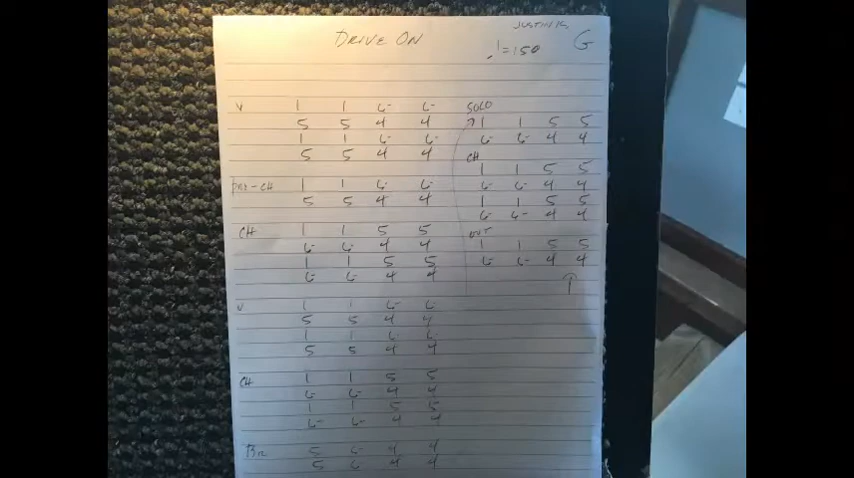 DRIVE ON
♩=150
G
V 1 1 6- 6-
5 5 4 4
1 1 6- 6-
5 5 4 4
PRE-CH 1 1 6- 6-
5 5 4 4
CH 1 1 5 5
6- 6- 4 4
1 1 5 5
6- 6- 4 4
V 1 1 6- 6-
5 5 4 4
1 1 6- 6-
5 5 4 4
CH 1 1 5 5
6- 6- 4 4
1 1 5 5
6- 6- 4 4
BR 5 6- 4 4
5 6 4 4
SOLO
1 1 5 5
6- 6- 4 4
CH
1 1 5 5
6- 6- 4 4
1 1 5 5
6- 6- 4 4
OUT
1 1 5 5
6- 6- 4 4